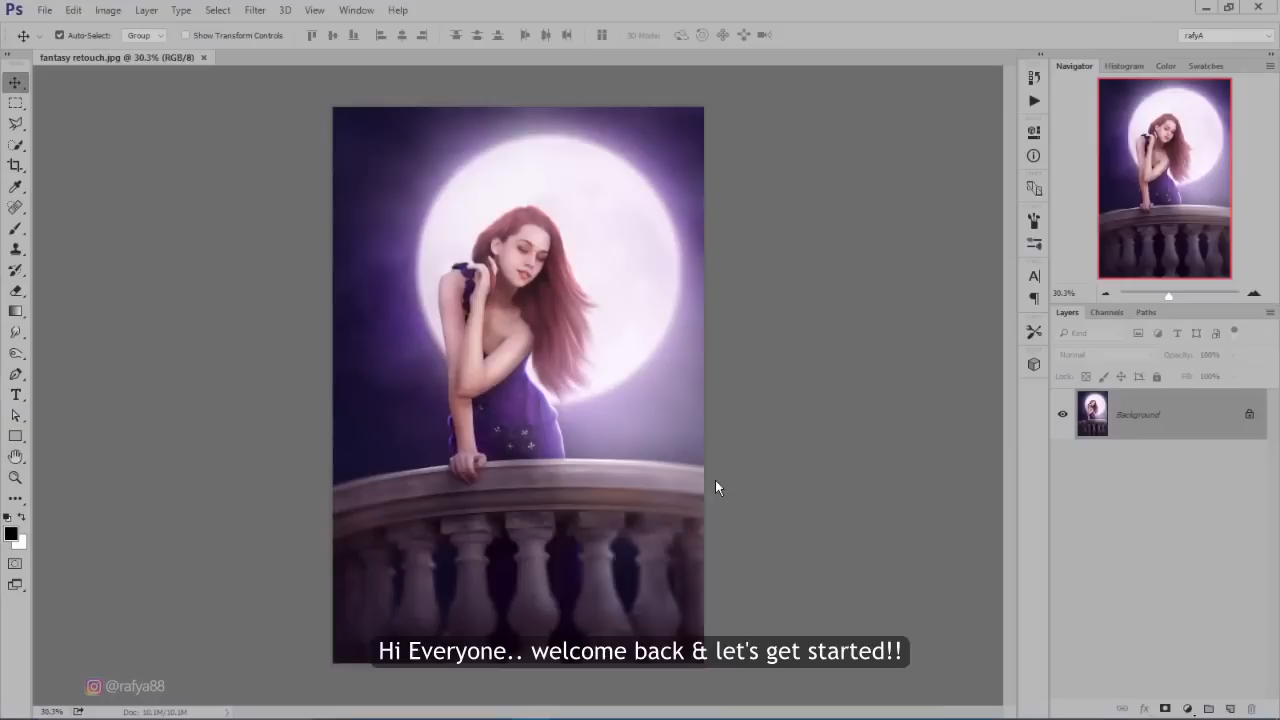 Ps File Edit Image Layer Type Select Filter 3D View Window Help
Auto-Select: Group Show Transform Controls 3D Mode: rafyA
fantasy retouch.jpg @ 30.3% (RGB/8) ×
Navigator Histogram Color Swatches
30.3%
Layers Channels Paths
Kind
Normal Opacity: 100%
Lock: Fill: 100%
Background
Hi Everyone.. welcome back & let's get started!!
@rafya88
30.3% Doc: 10.1M/10.1M